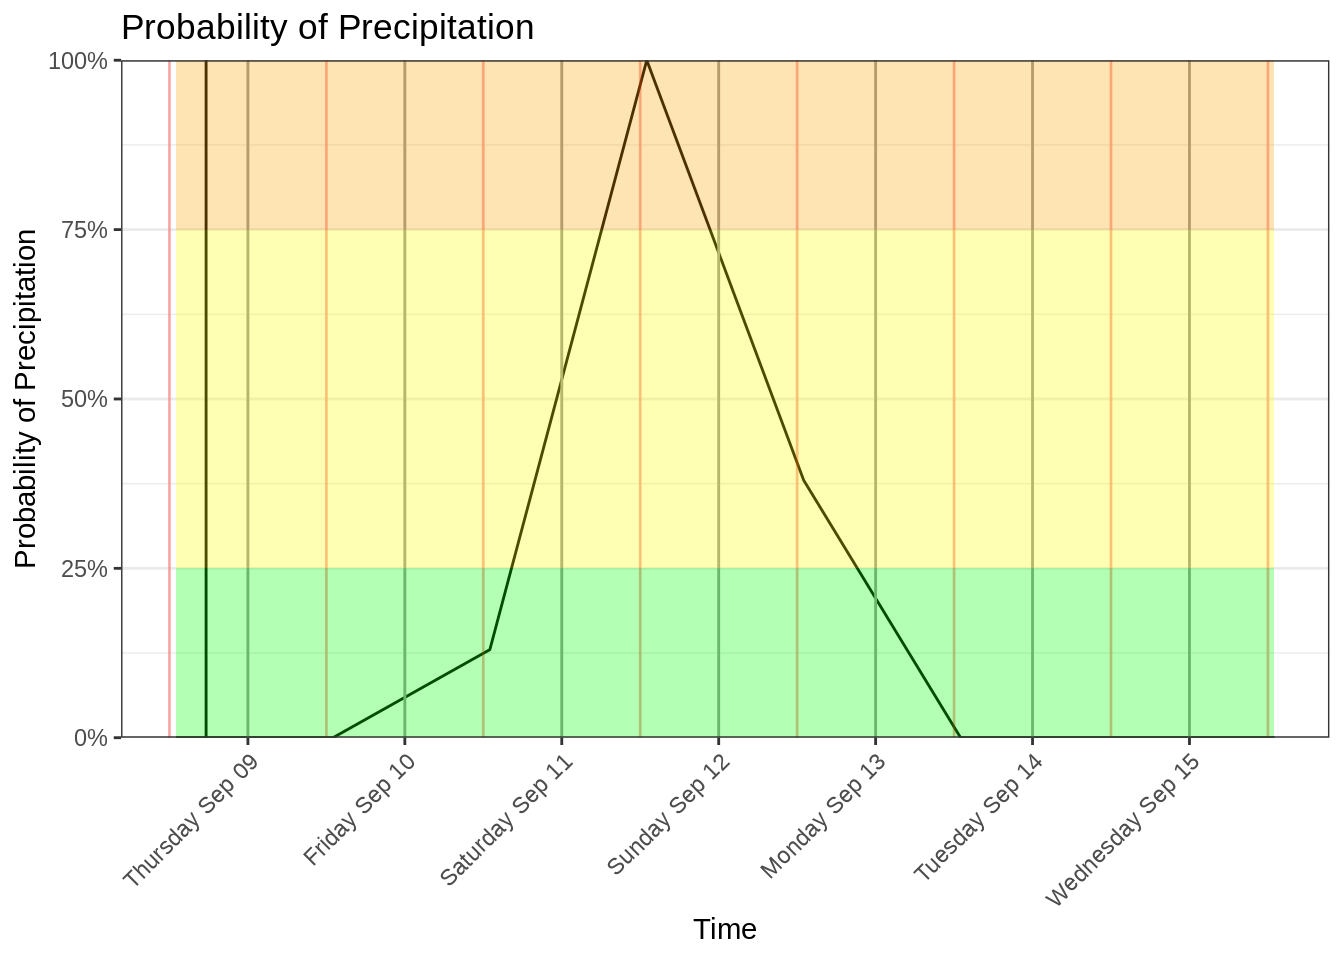 Probability of Precipitation
Probability of Precipitation
100%
75%
50%
25%
0%
Thursday Sep 09
Friday Sep 10
Saturday Sep 11
Sunday Sep 12
Monday Sep 13
Tuesday Sep 14
Wednesday Sep 15
Time